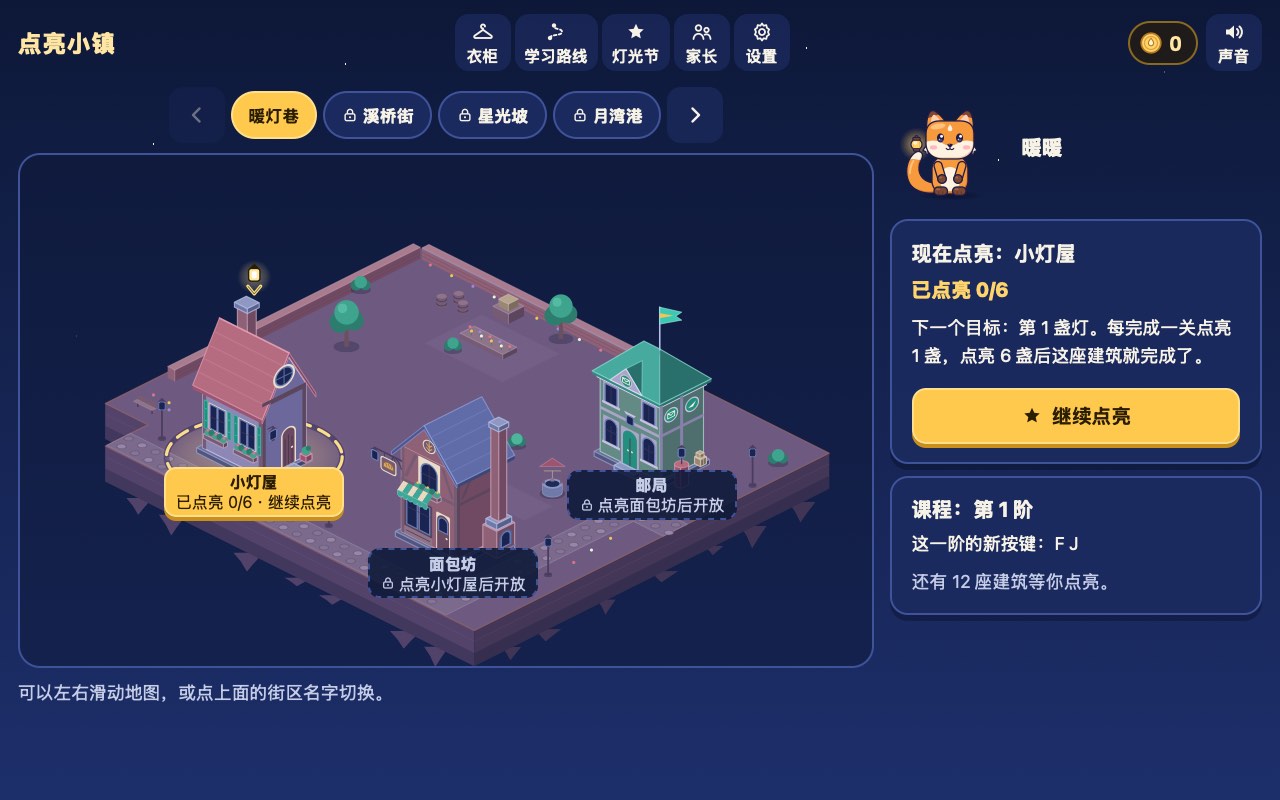 点亮小镇
衣柜
学习路线
灯光节
家长
设置
0
声音
暖灯巷
溪桥街
星光坡
月湾港
暖暖
现在点亮：小灯屋
已点亮 0/6
下一个目标：第 1 盏灯。每完成一关点亮
1 盏，点亮 6 盏后这座建筑就完成了。
继续点亮
小灯屋
已点亮 0/6 · 继续点亮
邮局
点亮面包坊后开放
面包坊
点亮小灯屋后开放
课程：第 1 阶
这一阶的新按键：F J
还有 12 座建筑等你点亮。
可以左右滑动地图，或点上面的街区名字切换。